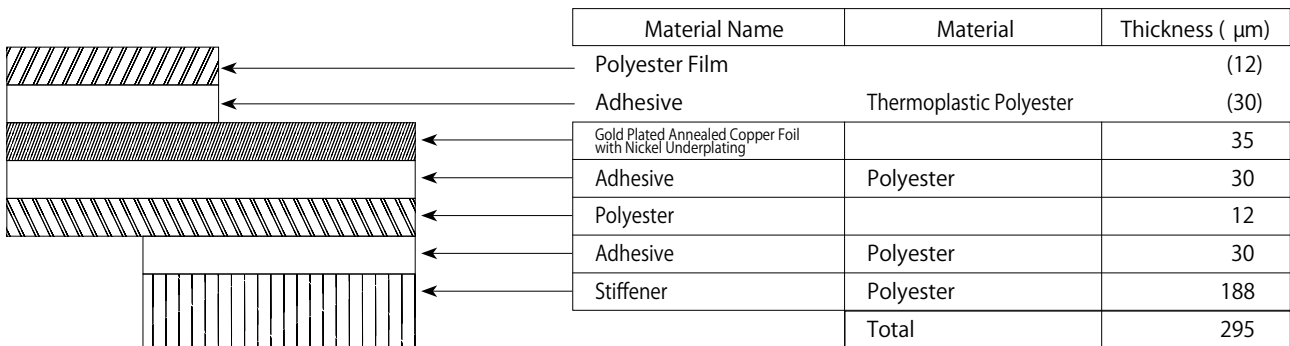 Material Name Material Thickness ( μm)
Polyester Film (12)
Adhesive Thermoplastic Polyester (30)
Gold Plated Annealed Copper Foil
with Nickel Underplating 35
Adhesive Polyester 30
Polyester 12
Adhesive Polyester 30
Stiffener Polyester 188
Total 295